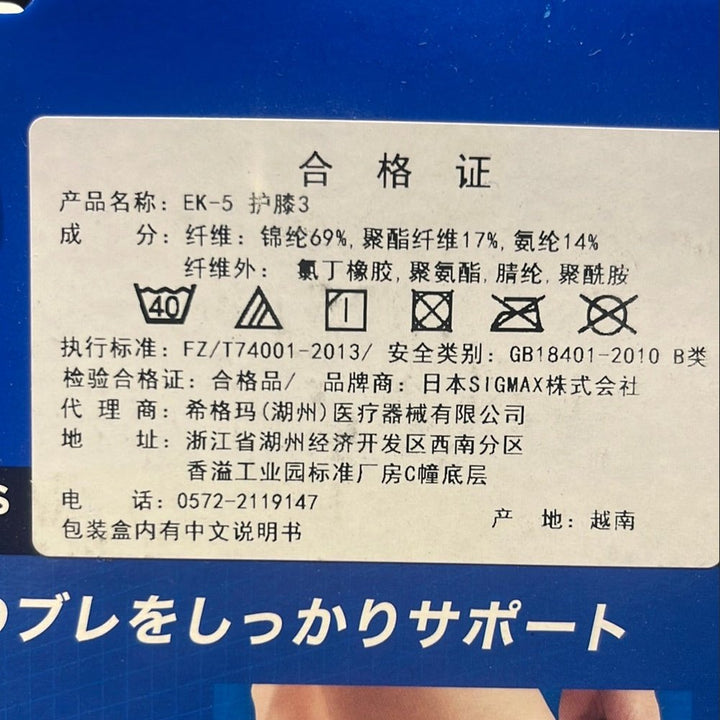 合格证
产品名称：EK-5 护膝3
成　　分：纤维：锦纶69%,聚酯纤维17%,氨纶14%
纤维外：氯丁橡胶,聚氨酯,腈纶,聚酰胺
40
执行标准：FZ/T74001-2013/ 安全类别：GB18401-2010 B类
检验合格证：合格品/ 品牌商：日本SIGMAX株式会社
代 理 商：希格玛(湖州)医疗器械有限公司
地　　址：浙江省湖州经济开发区西南分区
香溢工业园标准厂房C幢底层
电　　话：0572-2119147
产　地：越南
包装盒内有中文说明书
S
のブレをしっかりサポート